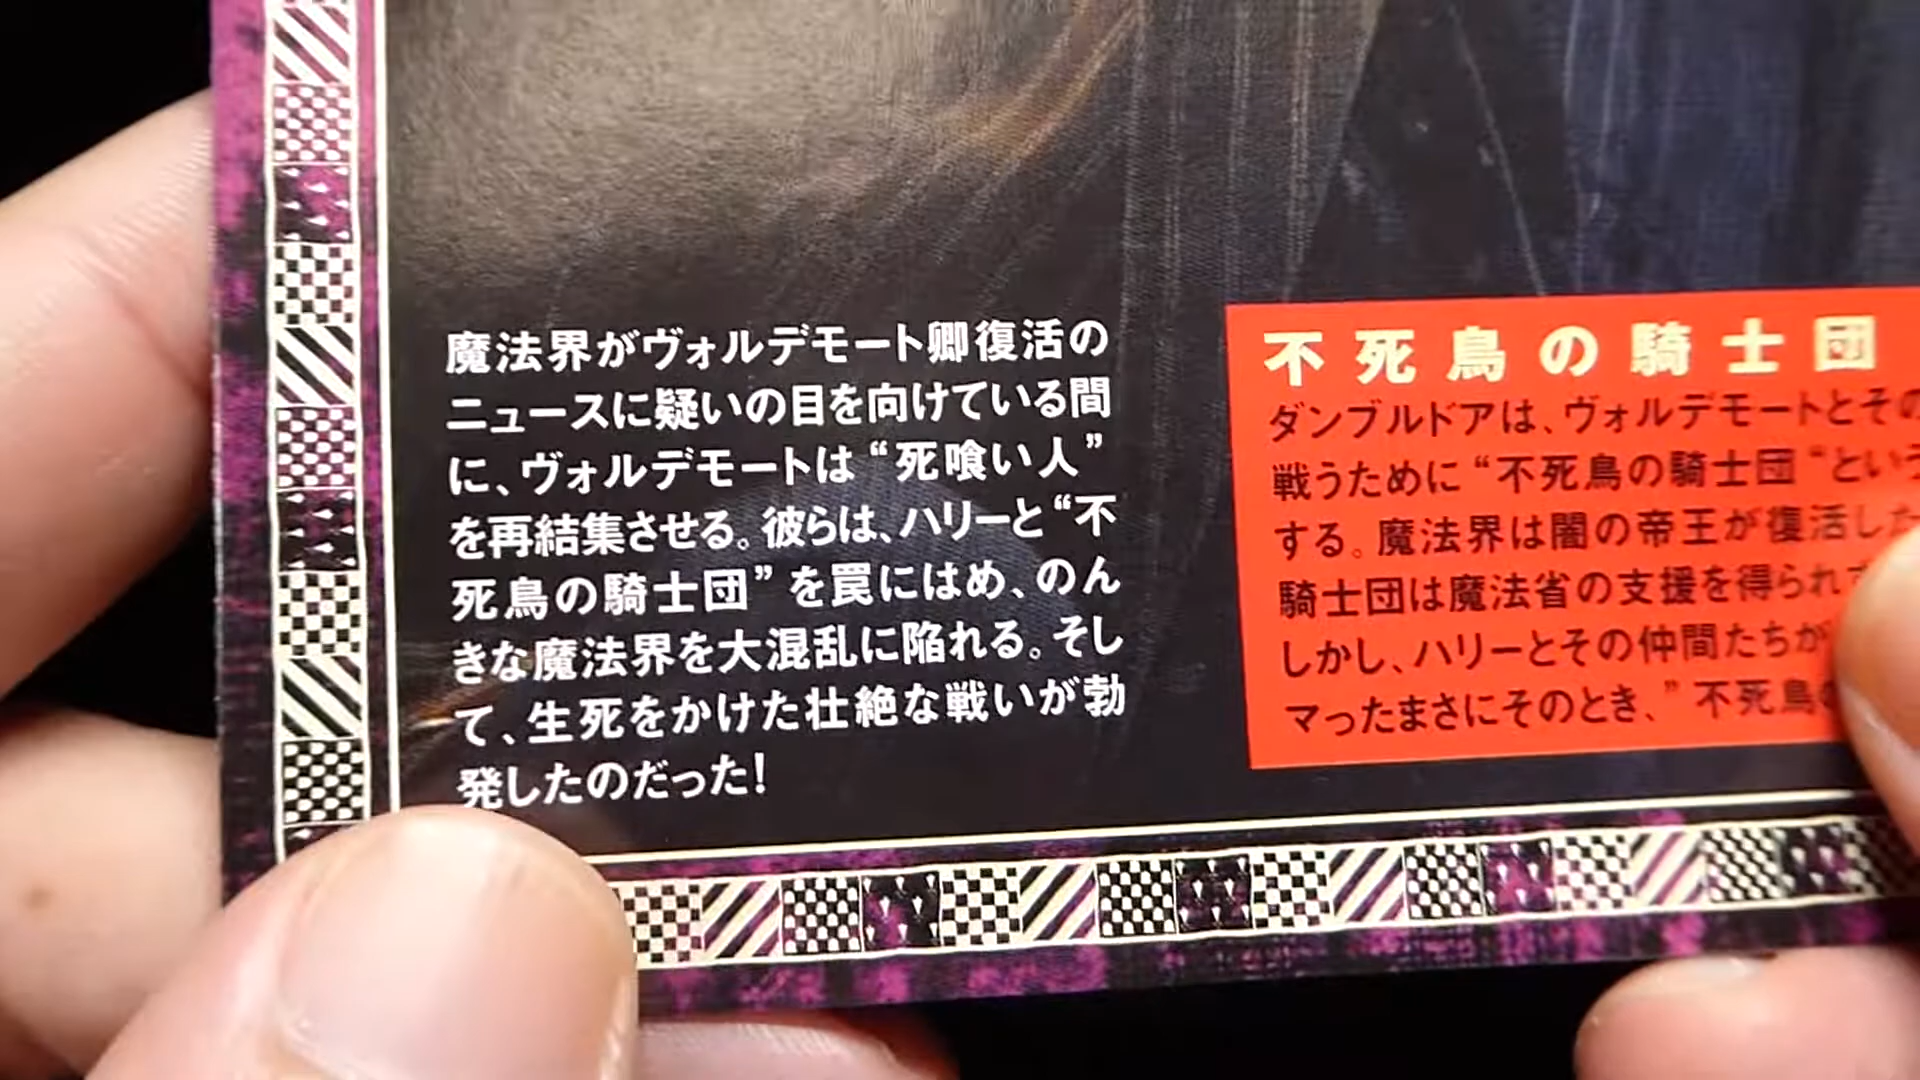 魔法界がヴォルデモート卿復活の
ニュースに疑いの目を向けている間
に、ヴォルデモートは“死喰い人”
を再結集させる。彼らは、ハリーと“不
死鳥の騎士団”を罠にはめ、のん
きな魔法界を大混乱に陥れる。そし
て、生死をかけた壮絶な戦いが勃
発したのだった！
不死鳥の騎士団
ダンブルドアは、ヴォルデモートとその
戦うために“不死鳥の騎士団“という
する。魔法界は闇の帝王が復活した
騎士団は魔法省の支援を得られ
しかし、ハリーとその仲間たちが
マったまさにそのとき、”不死鳥